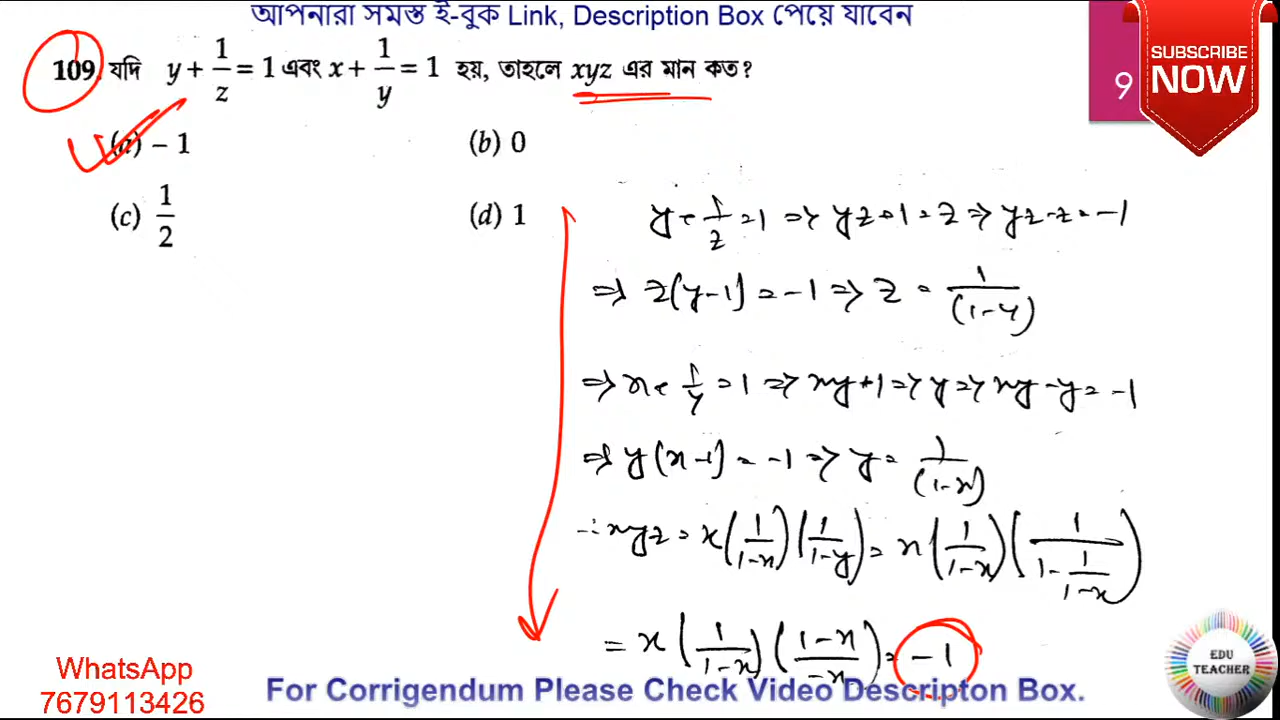 আপনারা সমস্ত ই-বুক Link, Description Box পেয়ে যাবেন
SUBSCRIBE
NOW
9
109. যদি y + 1/z = 1 এবং x + 1/y = 1 হয়, তাহলে xyz এর মান কত?
(a) – 1
(b) 0
(c) 1/2
(d) 1
y + 1/z = 1 ⇒ yz + 1 = z ⇒ yz - z = -1
⇒ z(y-1) = -1 ⇒ z = 1/(1-y)
⇒ x + 1/y = 1 ⇒ xy + 1 ⇒ y ⇒ xy - y = -1
⇒ y(x-1) = -1 ⇒ y = 1/(1-x)
∴ xyz = x(1/1-x)(1/1-y) = x(1/1-x)(1/1-1/1-x)
= x(1/1-x)(1-x/-x) = -1
EDU
TEACHER
WhatsApp
7679113426
For Corrigendum Please Check Video Descripton Box.